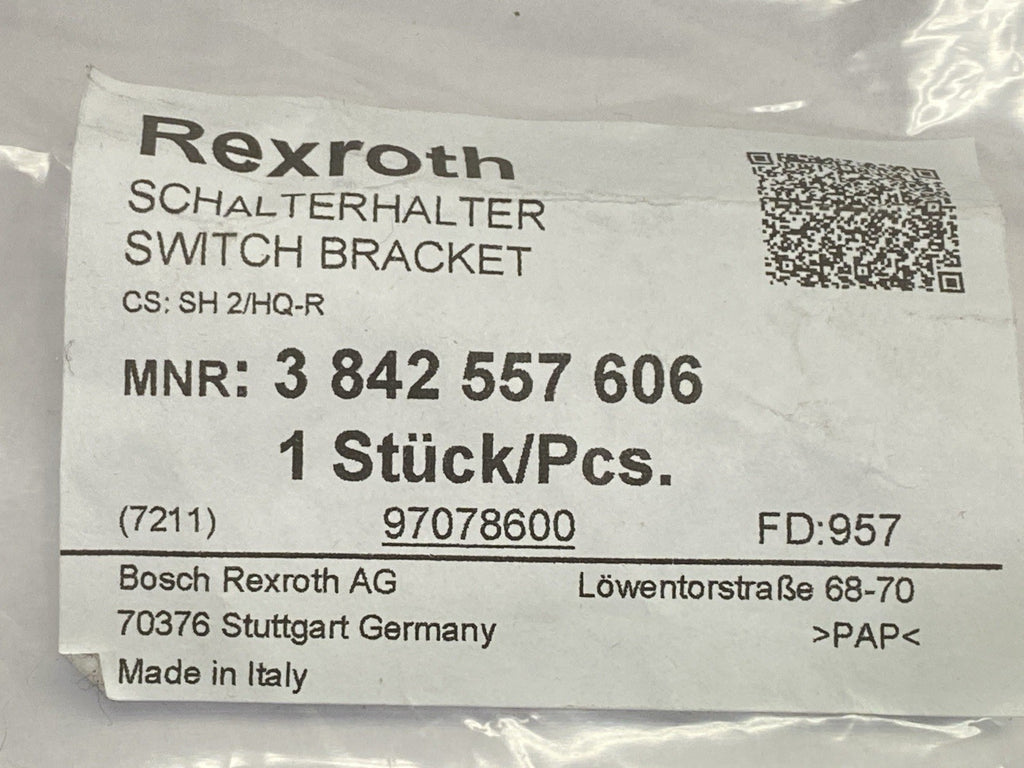 Rexroth
SCHALTERHALTER
SWITCH BRACKET
CS: SH 2/HQ-R
MNR: 3 842 557 606
1 Stück/Pcs.
(7211) 97078600 FD:957
Bosch Rexroth AG Löwentorstraße 68-70
70376 Stuttgart Germany >PAP<
Made in Italy